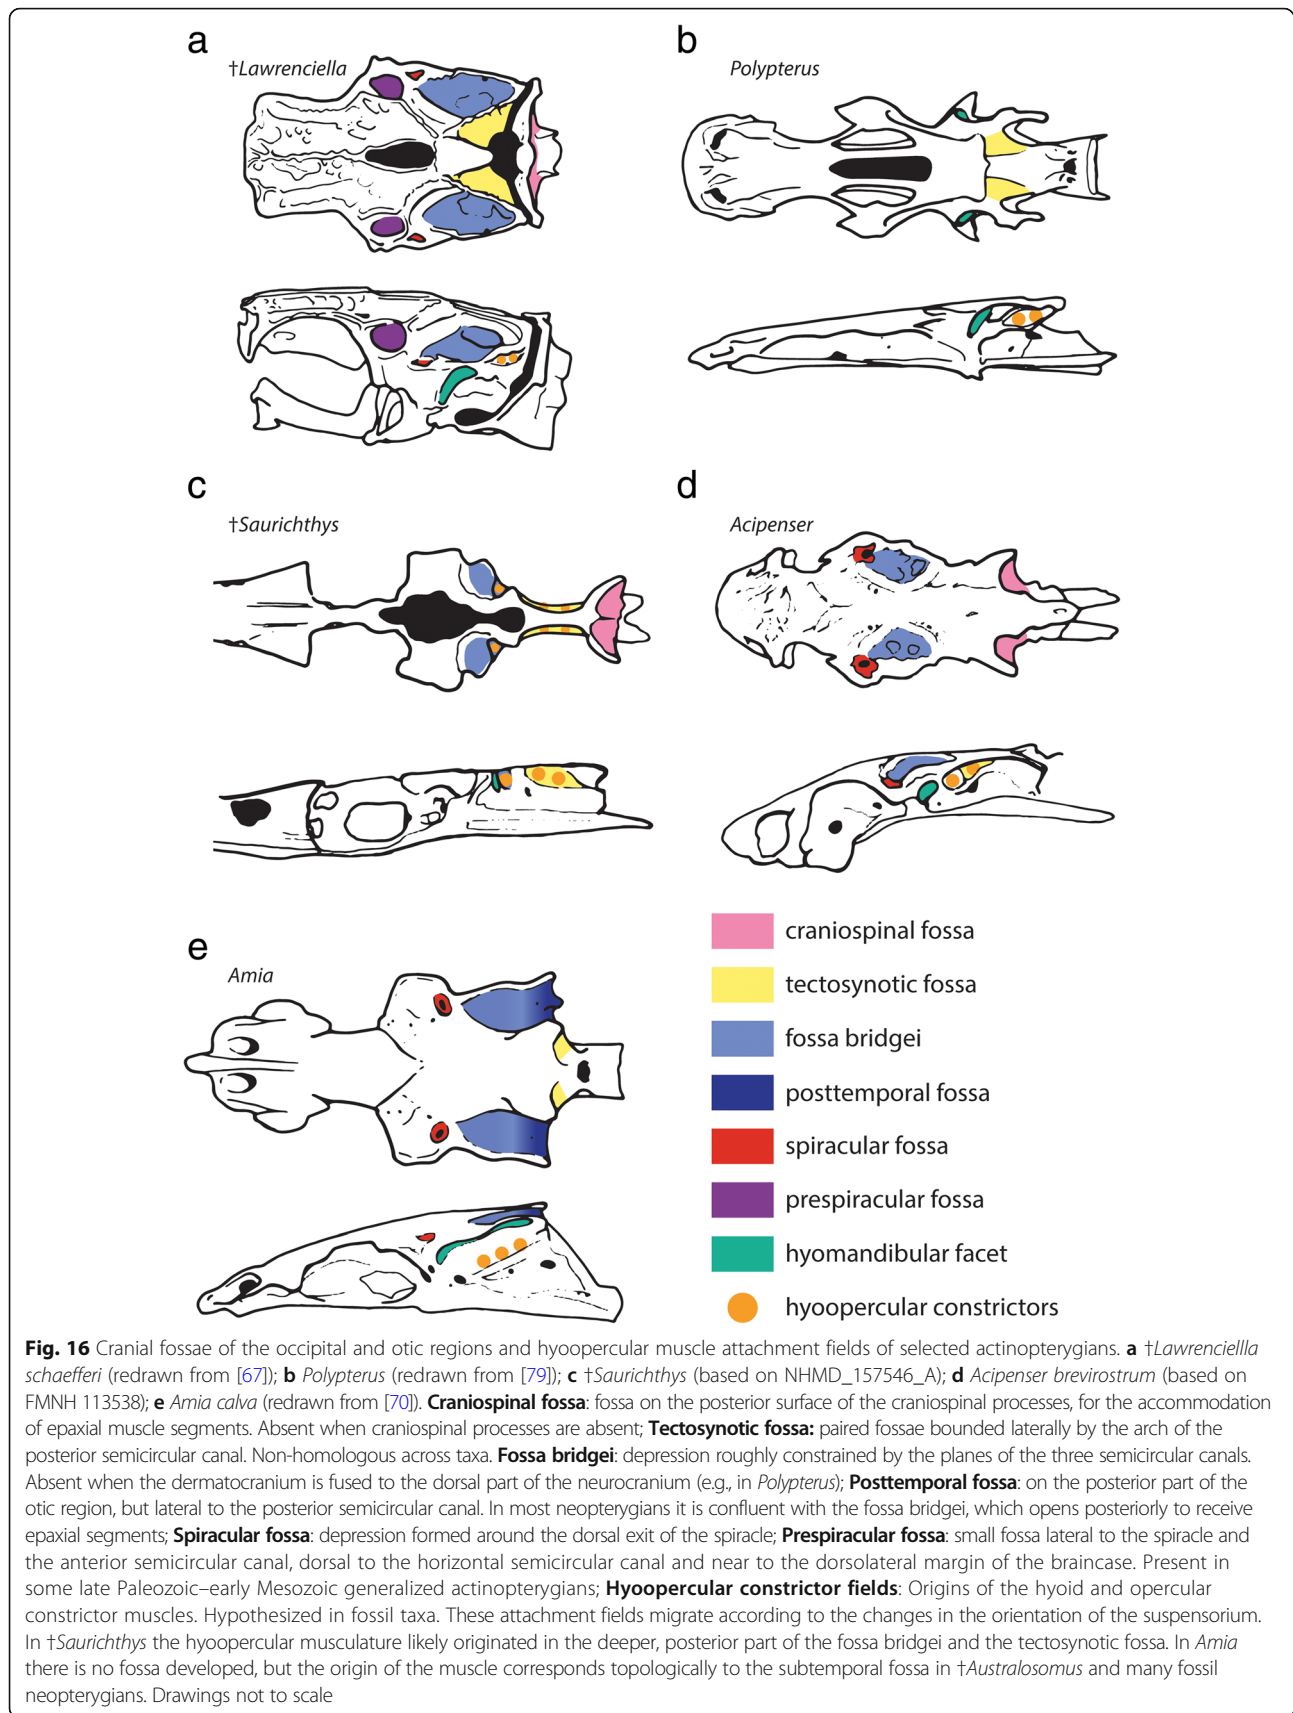 a
†Lawrenciella
b
Polypterus
c
†Saurichthys
d
Acipenser
e
Amia
craniospinal fossa
tectosynotic fossa
fossa bridgei
posttemporal fossa
spiracular fossa
prespiracular fossa
hyomandibular facet
hyoopercular constrictors
Fig. 16 Cranial fossae of the occipital and otic regions and hyoopercular muscle attachment fields of selected actinopterygians. a †Lawrenciellla
schaefferi (redrawn from [67]); b Polypterus (redrawn from [79]); c †Saurichthys (based on NHMD_157546_A); d Acipenser brevirostrum (based on
FMNH 113538); e Amia calva (redrawn from [70]). Craniospinal fossa: fossa on the posterior surface of the craniospinal processes, for the accommodation
of epaxial muscle segments. Absent when craniospinal processes are absent; Tectosynotic fossa: paired fossae bounded laterally by the arch of the
posterior semicircular canal. Non-homologous across taxa. Fossa bridgei: depression roughly constrained by the planes of the three semicircular canals.
Absent when the dermatocranium is fused to the dorsal part of the neurocranium (e.g., in Polypterus); Posttemporal fossa: on the posterior part of the
otic region, but lateral to the posterior semicircular canal. In most neopterygians it is confluent with the fossa bridgei, which opens posteriorly to receive
epaxial segments; Spiracular fossa: depression formed around the dorsal exit of the spiracle; Prespiracular fossa: small fossa lateral to the spiracle and
the anterior semicircular canal, dorsal to the horizontal semicircular canal and near to the dorsolateral margin of the braincase. Present in
some late Paleozoic–early Mesozoic generalized actinopterygians; Hyoopercular constrictor fields: Origins of the hyoid and opercular
constrictor muscles. Hypothesized in fossil taxa. These attachment fields migrate according to the changes in the orientation of the suspensorium.
In †Saurichthys the hyoopercular musculature likely originated in the deeper, posterior part of the fossa bridgei and the tectosynotic fossa. In Amia
there is no fossa developed, but the origin of the muscle corresponds topologically to the subtemporal fossa in †Australosomus and many fossil
neopterygians. Drawings not to scale